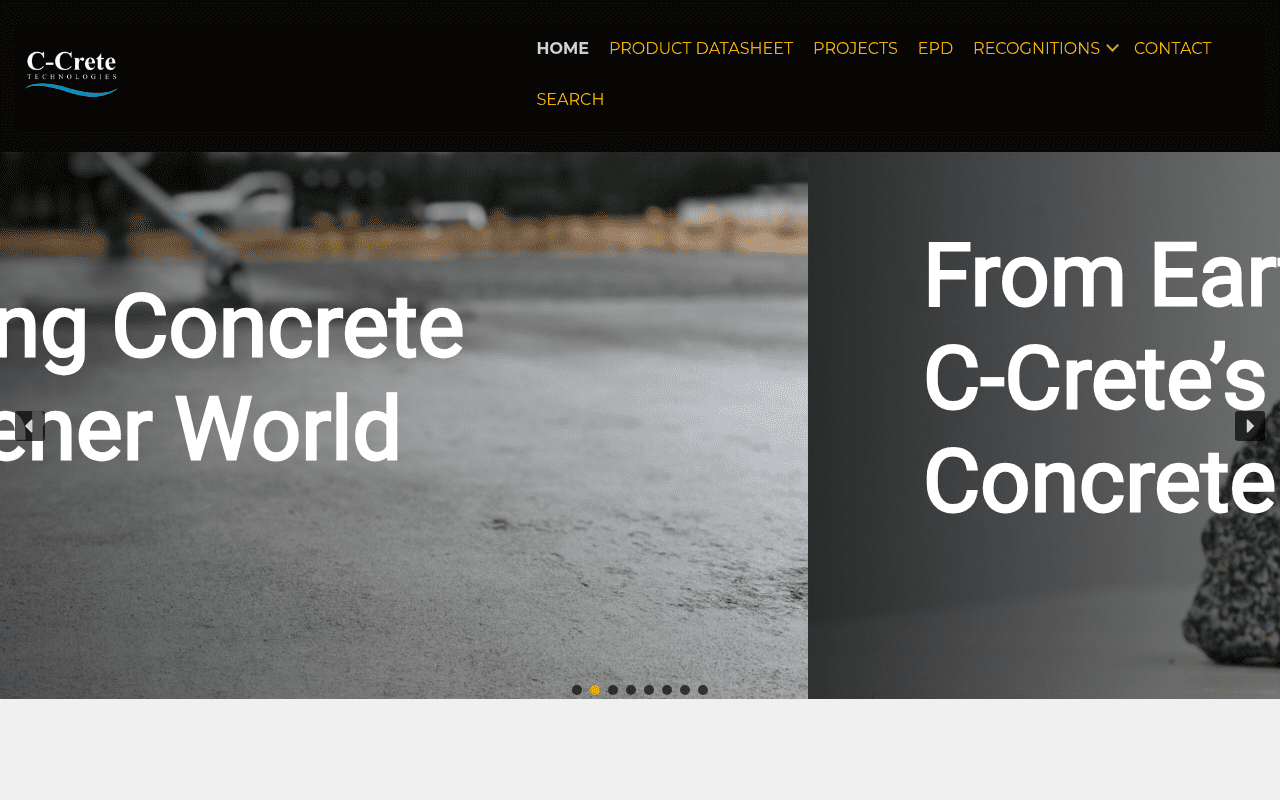 C-Crete
TECHNOLOGIES
HOME PRODUCT DATASHEET PROJECTS EPD RECOGNITIONS CONTACT
SEARCH
ng Concrete
ener World
From Ear
C-Crete's
Concrete